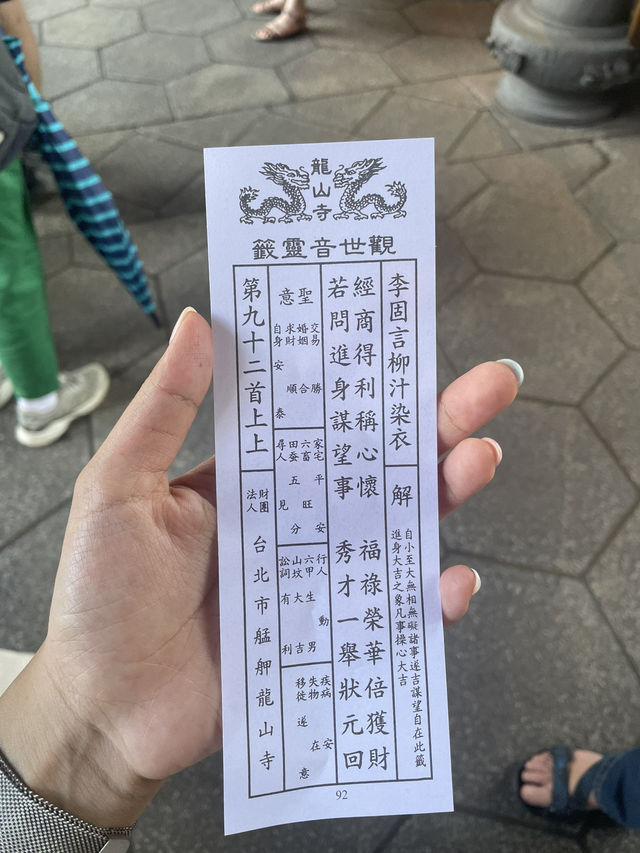 龍山寺
觀世音靈籤
李固言柳汁染衣
解
自小至大無相無礙諸事遂吉謀望自在此籤
進身大吉之象凡事操心大吉
經商得利稱心懷 福祿榮華倍獲財
若問進身謀望事 秀才一舉狀元回
聖意
交易 勝
婚姻 合
求財 順
自身 安泰
家宅 平安
六畜 旺
田蚕 五分
尋人 見
行人 動
六甲 生男
山坟 大吉
訟詞 有利
疾病 安
失物 在
移徙 遂意
第九十二首上上
財團
法人
台北市艋舺龍山寺
92